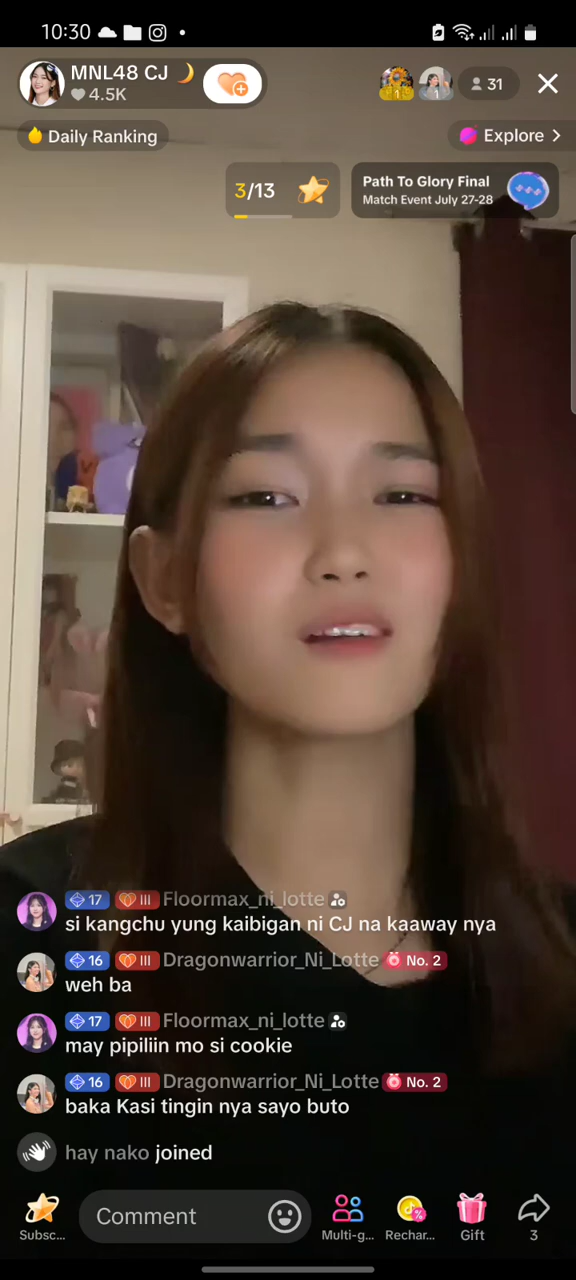 10:30
MNL48 CJ 🌙
4.5K
1
1
31
Daily Ranking
Explore >
3/13
Path To Glory Final
Match Event July 27-28
17 III Floormax_ni_lotte
si kangchu yung kaibigan ni CJ na kaaway nya
16 III Dragonwarrior_Ni_Lotte No. 2
weh ba
17 III Floormax_ni_lotte
may pipiliin mo si cookie
16 III Dragonwarrior_Ni_Lotte No. 2
baka Kasi tingin nya sayo buto
hay nako joined
Comment
Subsc...
Multi-g...
Rechar...
Gift
3